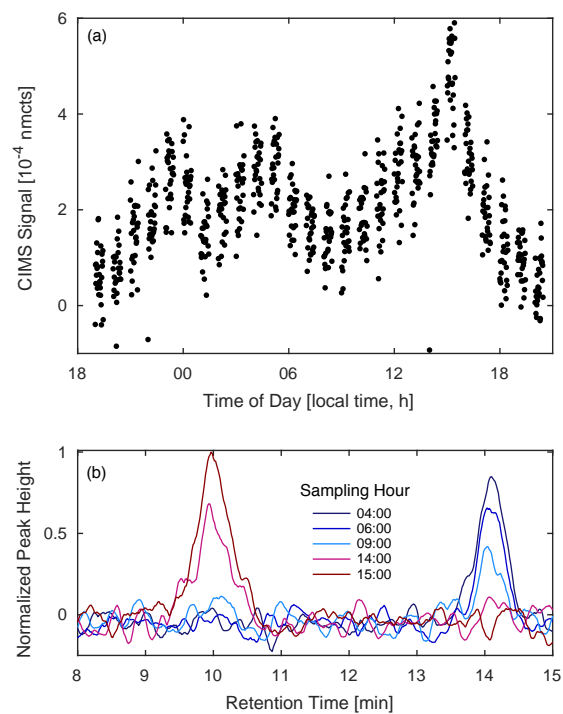 (a)
CIMS Signal [10⁻⁴ nmcts]
6
4
2
0
18 00 06 12 18
Time of Day [local time, h]
(b)
Normalized Peak Height
1
0.5
0
Sampling Hour
04:00
06:00
09:00
14:00
15:00
8 9 10 11 12 13 14 15
Retention Time [min]